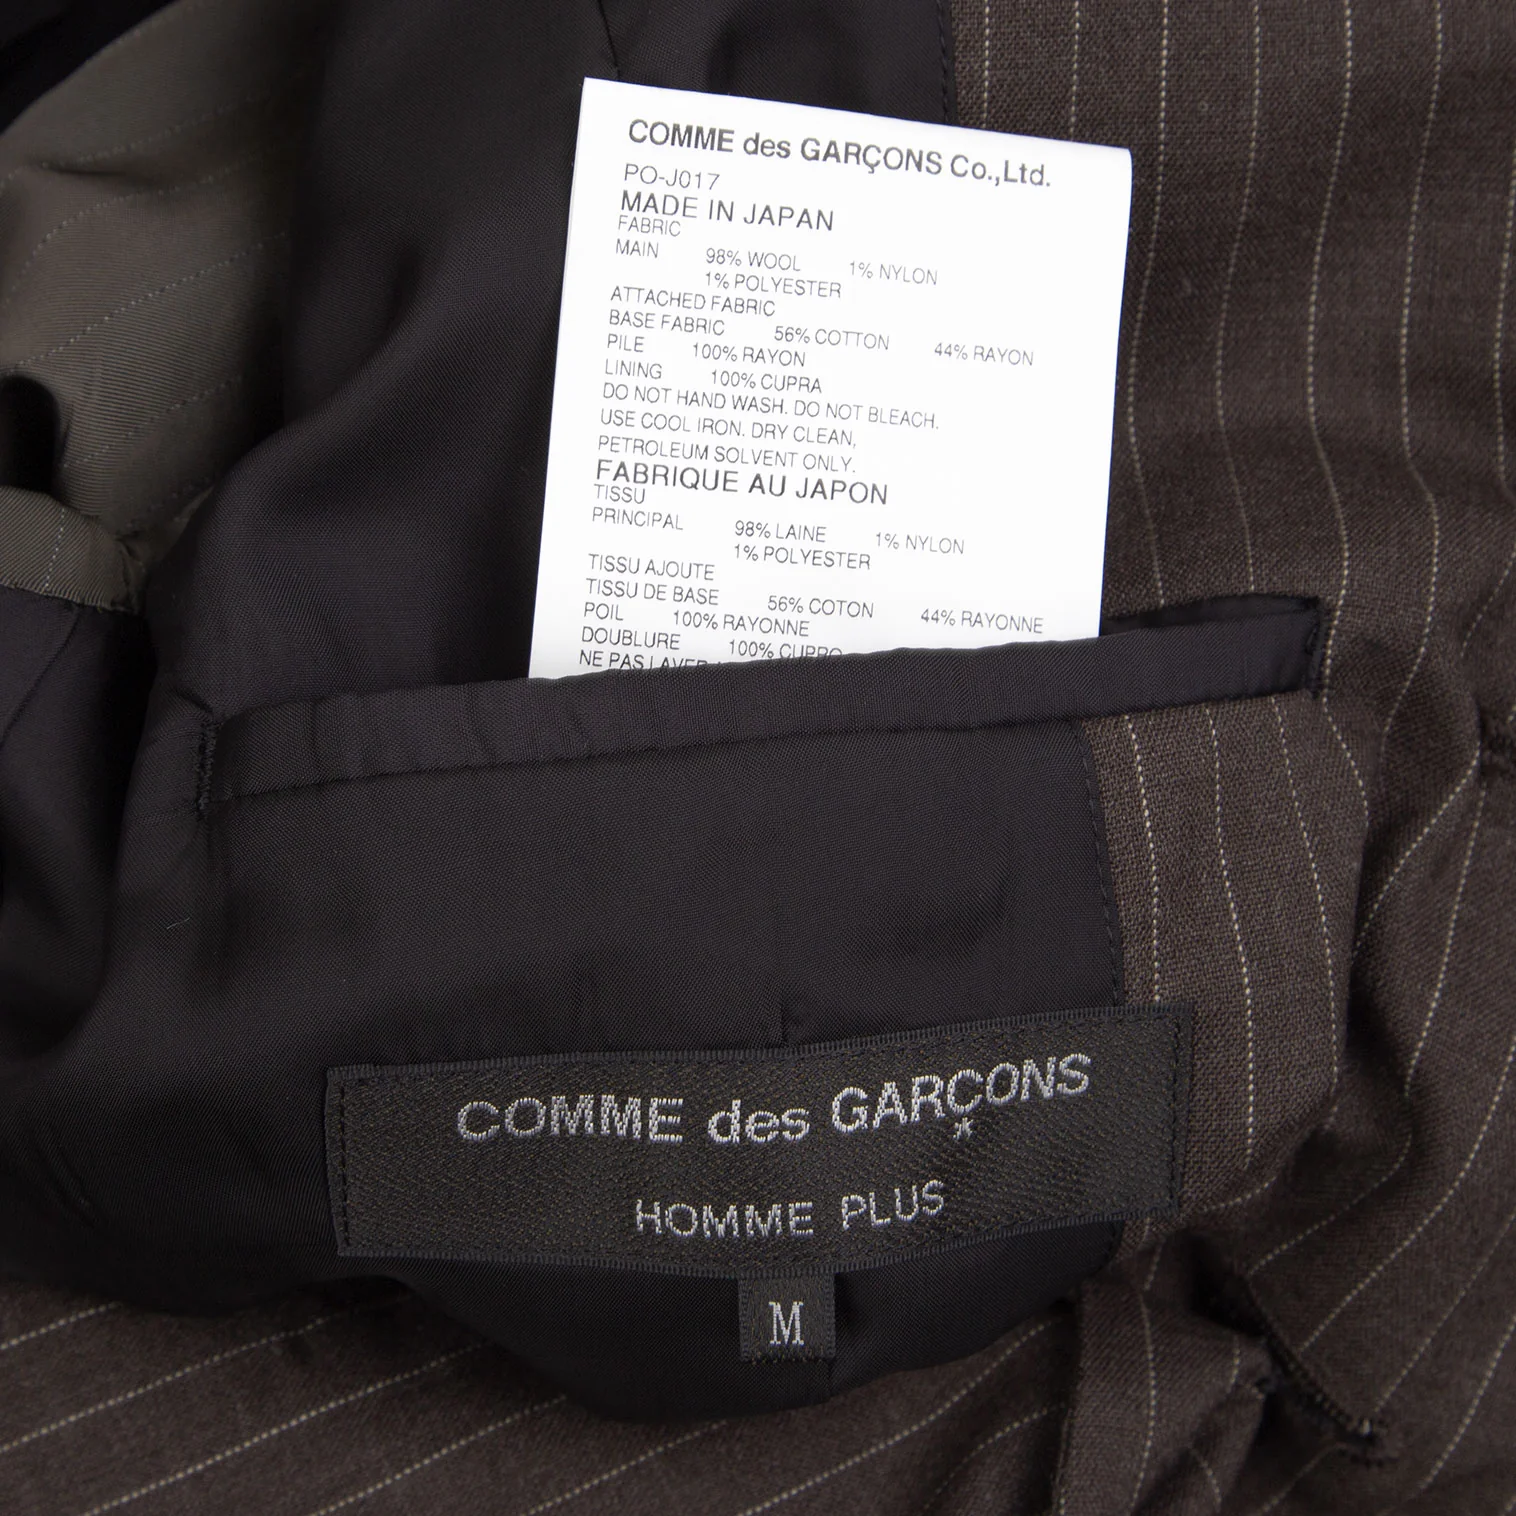 COMME des GARÇONS Co.,Ltd.
PO-J017
MADE IN JAPAN
FABRIC
MAIN 98% WOOL 1% NYLON
1% POLYESTER
ATTACHED FABRIC
BASE FABRIC 56% COTTON 44% RAYON
PILE 100% RAYON
LINING 100% CUPRA
DO NOT HAND WASH. DO NOT BLEACH.
USE COOL IRON. DRY CLEAN,
PETROLEUM SOLVENT ONLY.
FABRIQUE AU JAPON
TISSU
PRINCIPAL 98% LAINE 1% NYLON
1% POLYESTER
TISSU AJOUTE
TISSU DE BASE 56% COTON 44% RAYONNE
POIL 100% RAYONNE
DOUBLURE 100% CUPRO
NE PAS LAVER
COMME des GARÇONS
HOMME PLUS
M